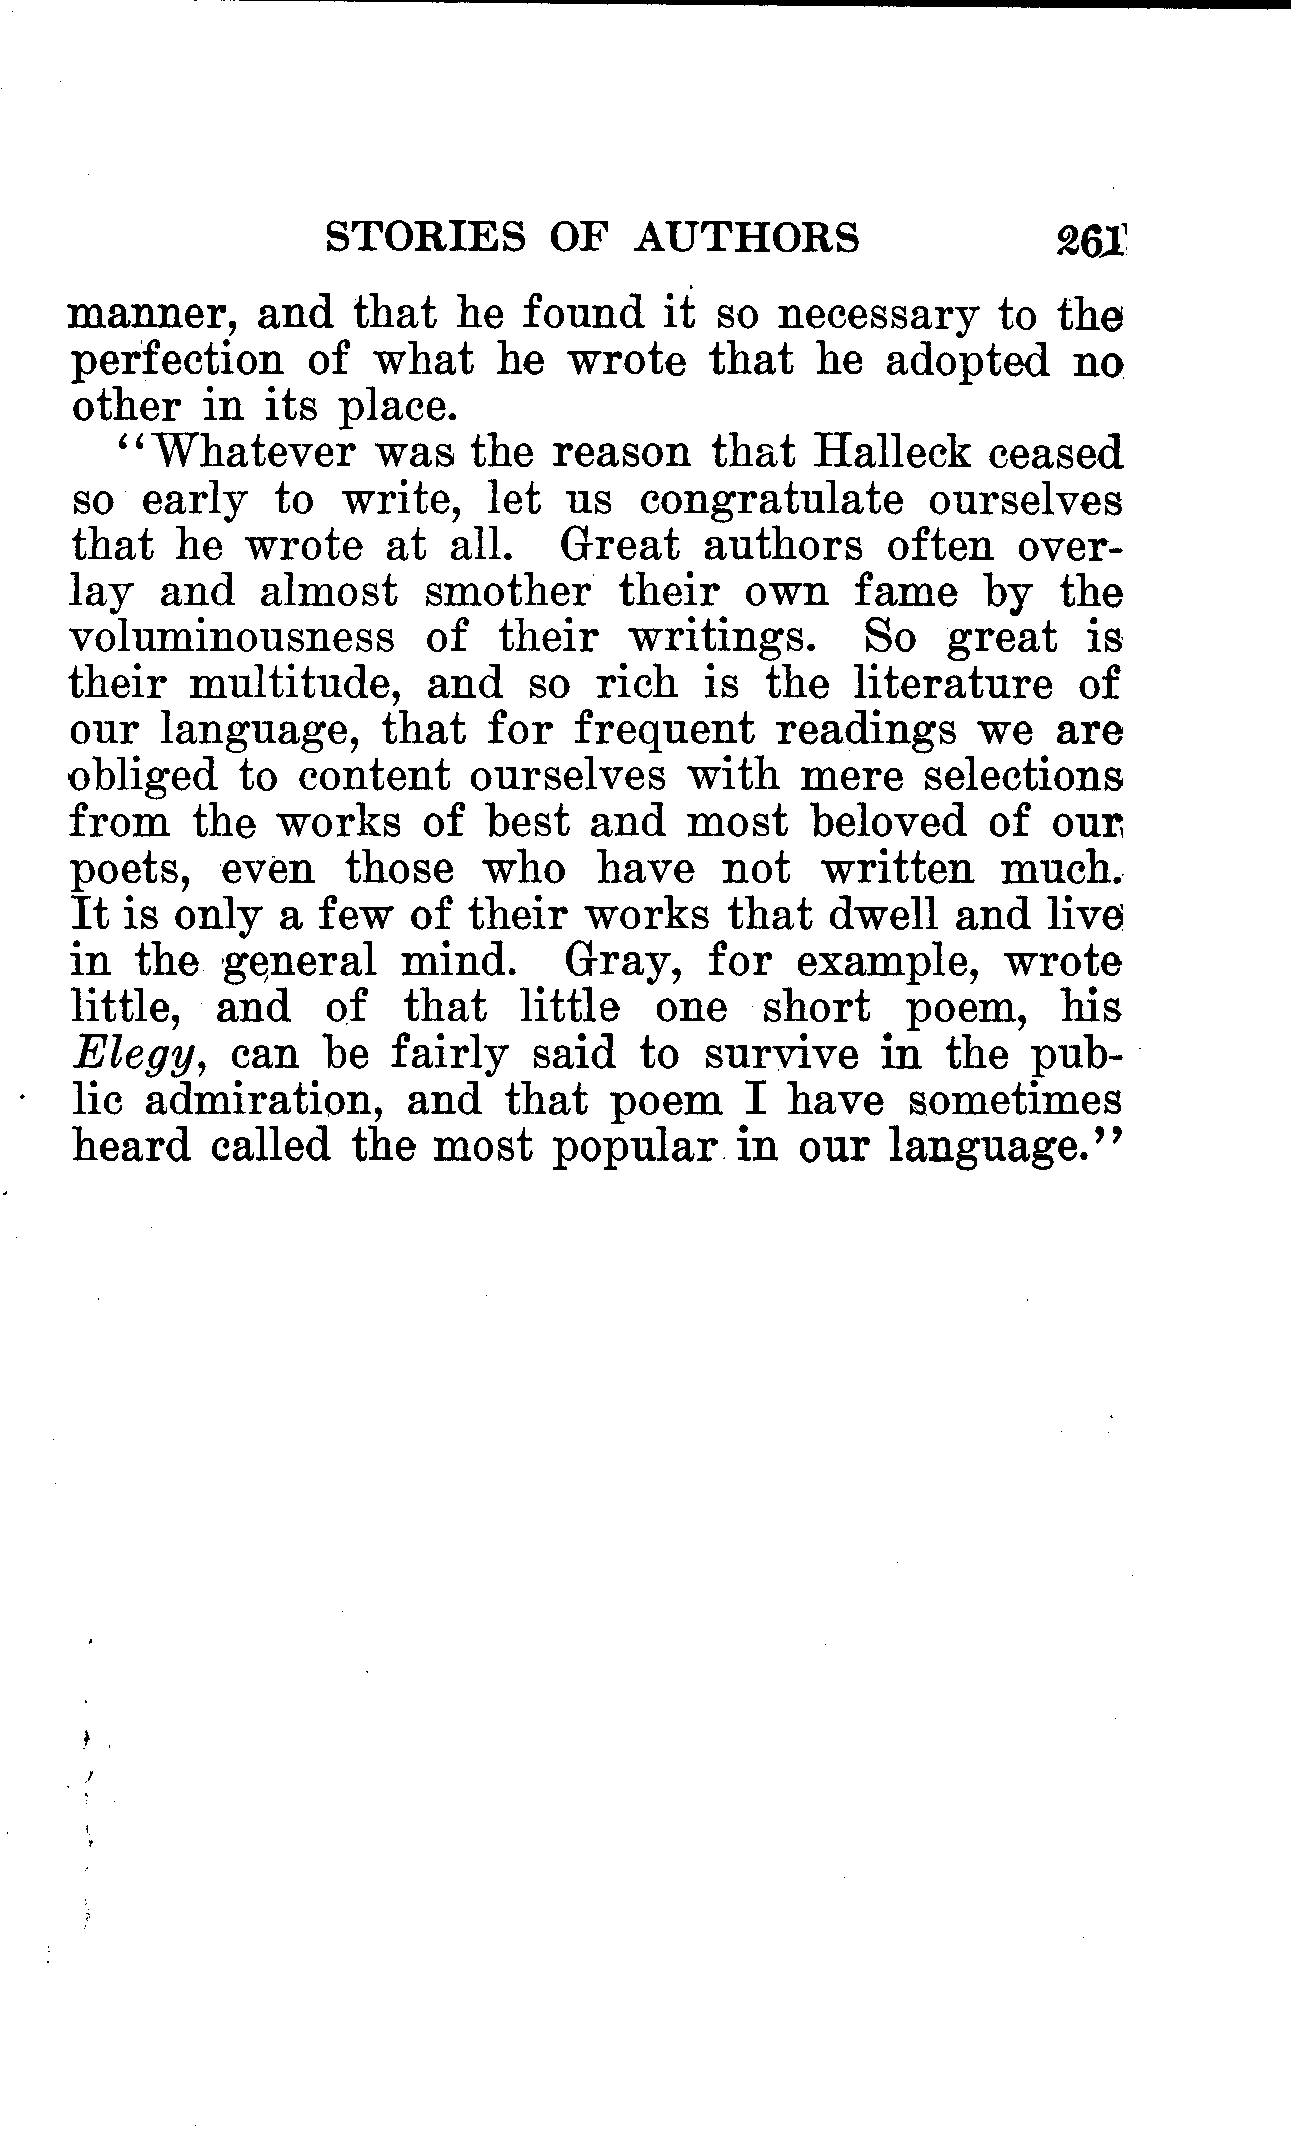 STORIES OF AUTHORS 261
manner, and that he found it so necessary to the
perfection of what he wrote that he adopted no
other in its place.
“Whatever was the reason that Halleck ceased
so early to write, let us congratulate ourselves
that he wrote at all. Great authors often over-
lay and almost smother their own fame by the
voluminousness of their writings. So great is
their multitude, and so rich is the literature of
our language, that for frequent readings we are
obliged to content ourselves with mere selections
from the works of best and most beloved of our
poets, even those who have not written much.
It is only a few of their works that dwell and live
in the general mind. Gray, for example, wrote
little, and of that little one short poem, his
Elegy, can be fairly said to survive in the pub-
lic admiration, and that poem I have sometimes
heard called the most popular in our language.”